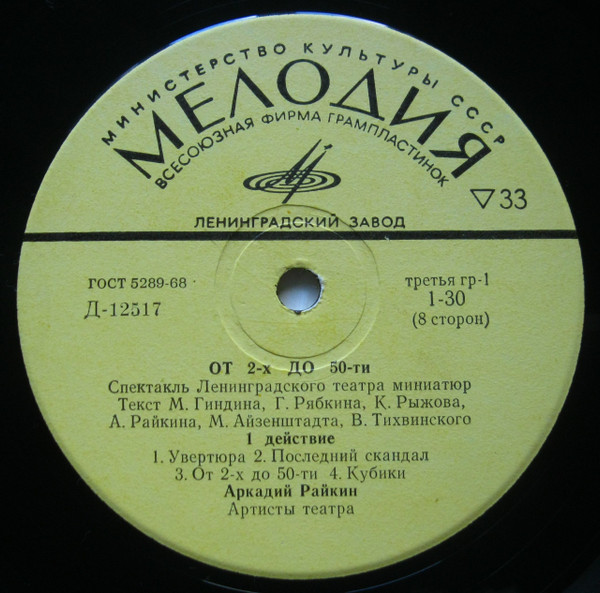 МИНИСТЕРСТВО КУЛЬТУРЫ СССР
МЕЛОДИЯ
ВСЕСОЮЗНАЯ ФИРМА ГРАМПЛАСТИНОК
▽33
ЛЕНИНГРАДСКИЙ ЗАВОД
ГОСТ 5289-68
Д-12517
третья гр-1
1-30
(8 сторон)
ОТ 2-х ДО 50-ти
Спектакль Ленинградского театра миниатюр
Текст М. Гиндина, Г. Рябкина, К. Рыжова,
А. Райкина, М. Айзенштадта, В. Тихвинского
1 действие
1. Увертюра 2. Последний скандал
3. От 2-х до 50-ти 4. Кубики
Аркадий Райкин
Артисты театра